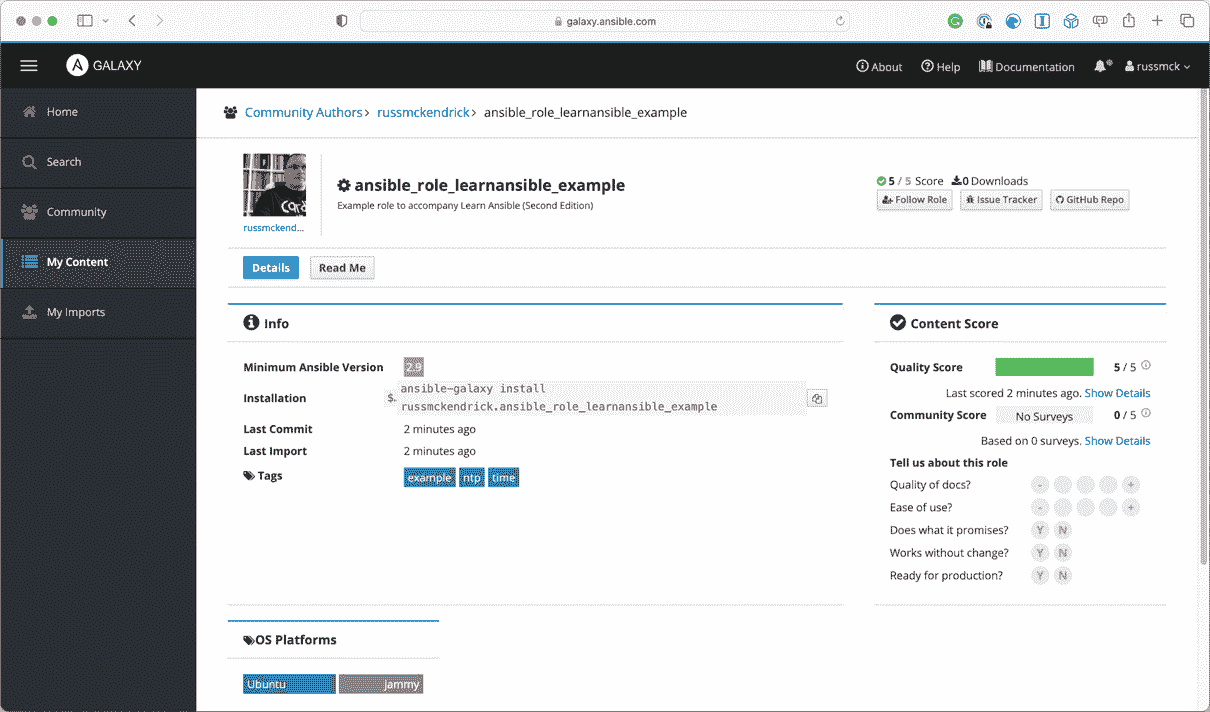 galaxy.ansible.com
A GALAXY
About Help Documentation russmck
Home
Search
Community
My Content
My Imports
Community Authors> russmckendrick> ansible_role_learnansible_example
ansible_role_learnansible_example
Example role to accompany Learn Ansible (Second Edition)
russmckend...
5 / 5 Score 0 Downloads
Follow Role Issue Tracker GitHub Repo
Details Read Me
Info
Minimum Ansible Version 2.9
Installation $. ansible-galaxy install
russmckendrick.ansible_role_learnansible_example
Last Commit 2 minutes ago
Last Import 2 minutes ago
Tags example ntp time
Content Score
Quality Score 5 / 5
Last scored 2 minutes ago. Show Details
Community Score No Surveys 0 / 5
Based on 0 surveys. Show Details
Tell us about this role
Quality of docs? - +
Ease of use? - +
Does what it promises? Y N
Works without change? Y N
Ready for production? Y N
OS Platforms
Ubuntu Jammy